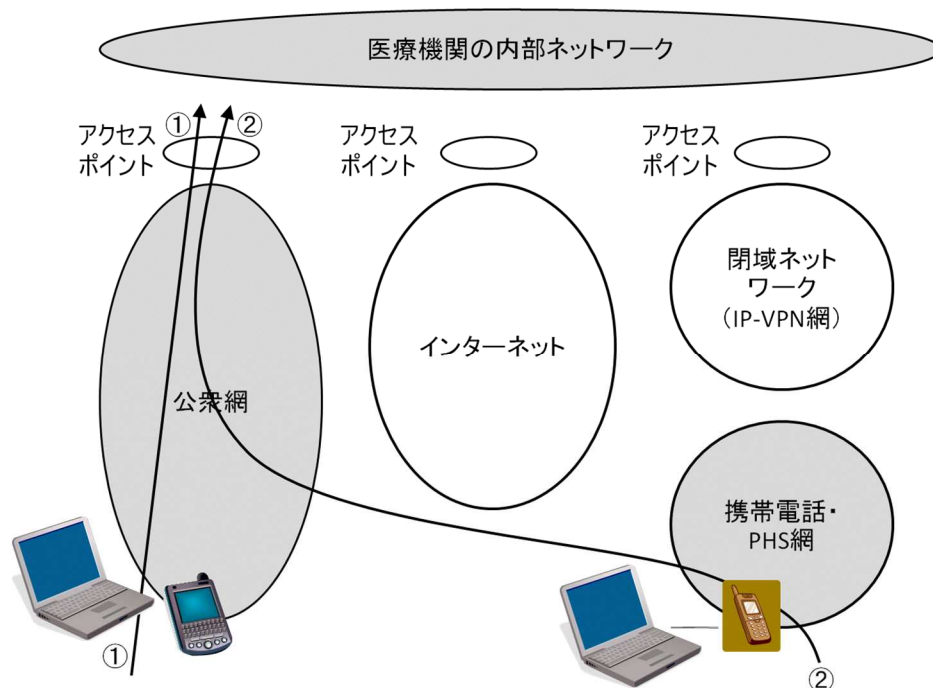 医療機関の内部ネットワーク
①
②
アクセス
ポイント
アクセス
ポイント
アクセス
ポイント
公衆網
インターネット
閉域ネット
ワーク
（IP-VPN網）
携帯電話・
PHS網
①
②